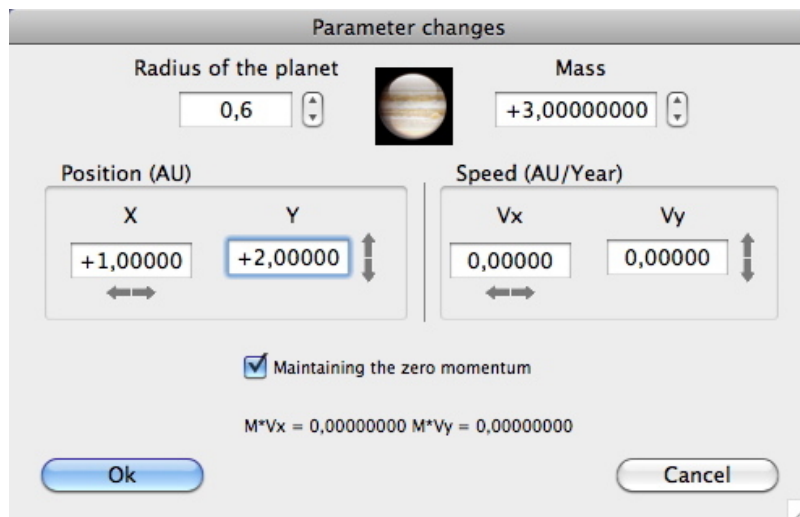 Parameter changes
Radius of the planet Mass
0,6 +3,00000000
Position (AU) Speed (AU/Year)
X Y Vx Vy
+1,00000 +2,00000 0,00000 0,00000
Maintaining the zero momentum
M*Vx = 0,00000000 M*Vy = 0,00000000
Ok Cancel